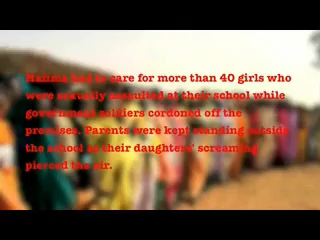 Halima had to care for more than 40 girls who
were sexually assaulted at their school while
government soldiers cordoned off the
premises. Parents were kept standing outside
the school as their daughters' screaming
pierced the air.